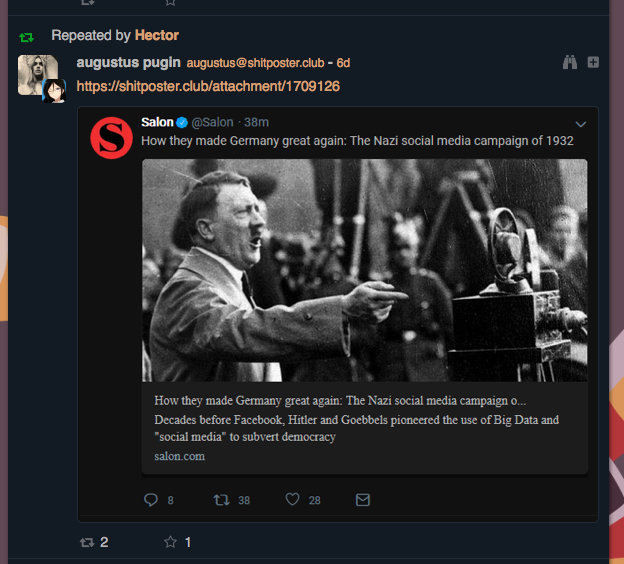 Repeated by Hector
augustus pugin augustus@shitposter.club - 6d
https://shitposter.club/attachment/1709126
S
Salon @Salon · 38m
How they made Germany great again: The Nazi social media campaign of 1932
How they made Germany great again: The Nazi social media campaign o...
Decades before Facebook, Hitler and Goebbels pioneered the use of Big Data and
"social media" to subvert democracy
salon.com
8 38 28
2 1